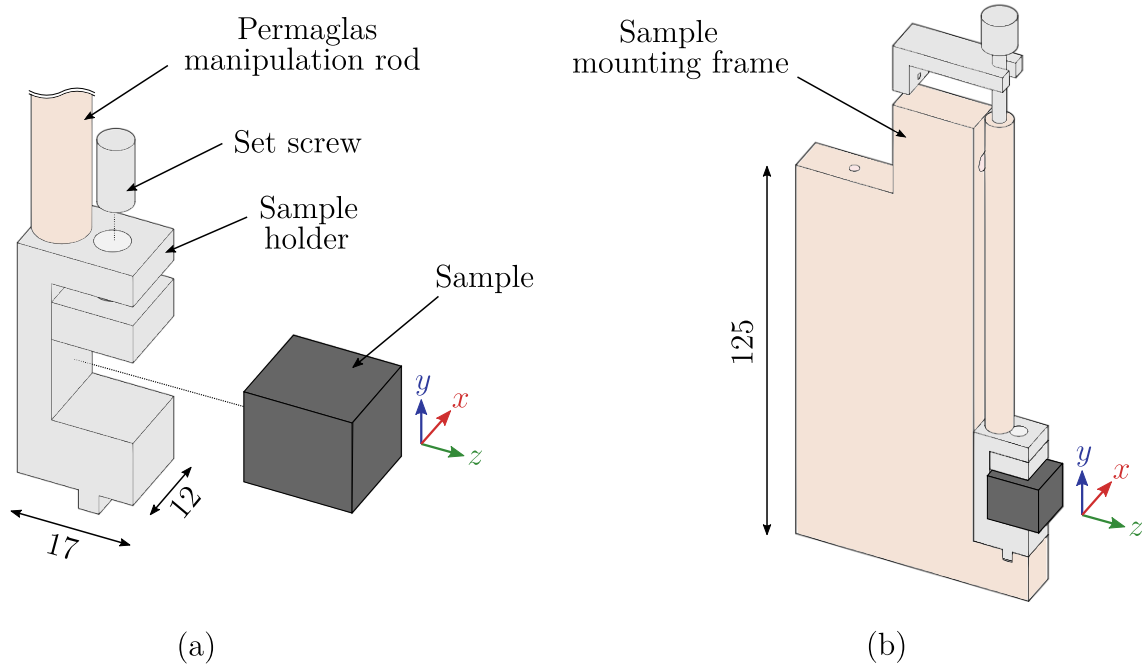 Permaglas
manipulation rod
Set screw
Sample
holder
Sample
y
x
z
12
17
(a)
Sample
mounting frame
125
y
x
z
(b)